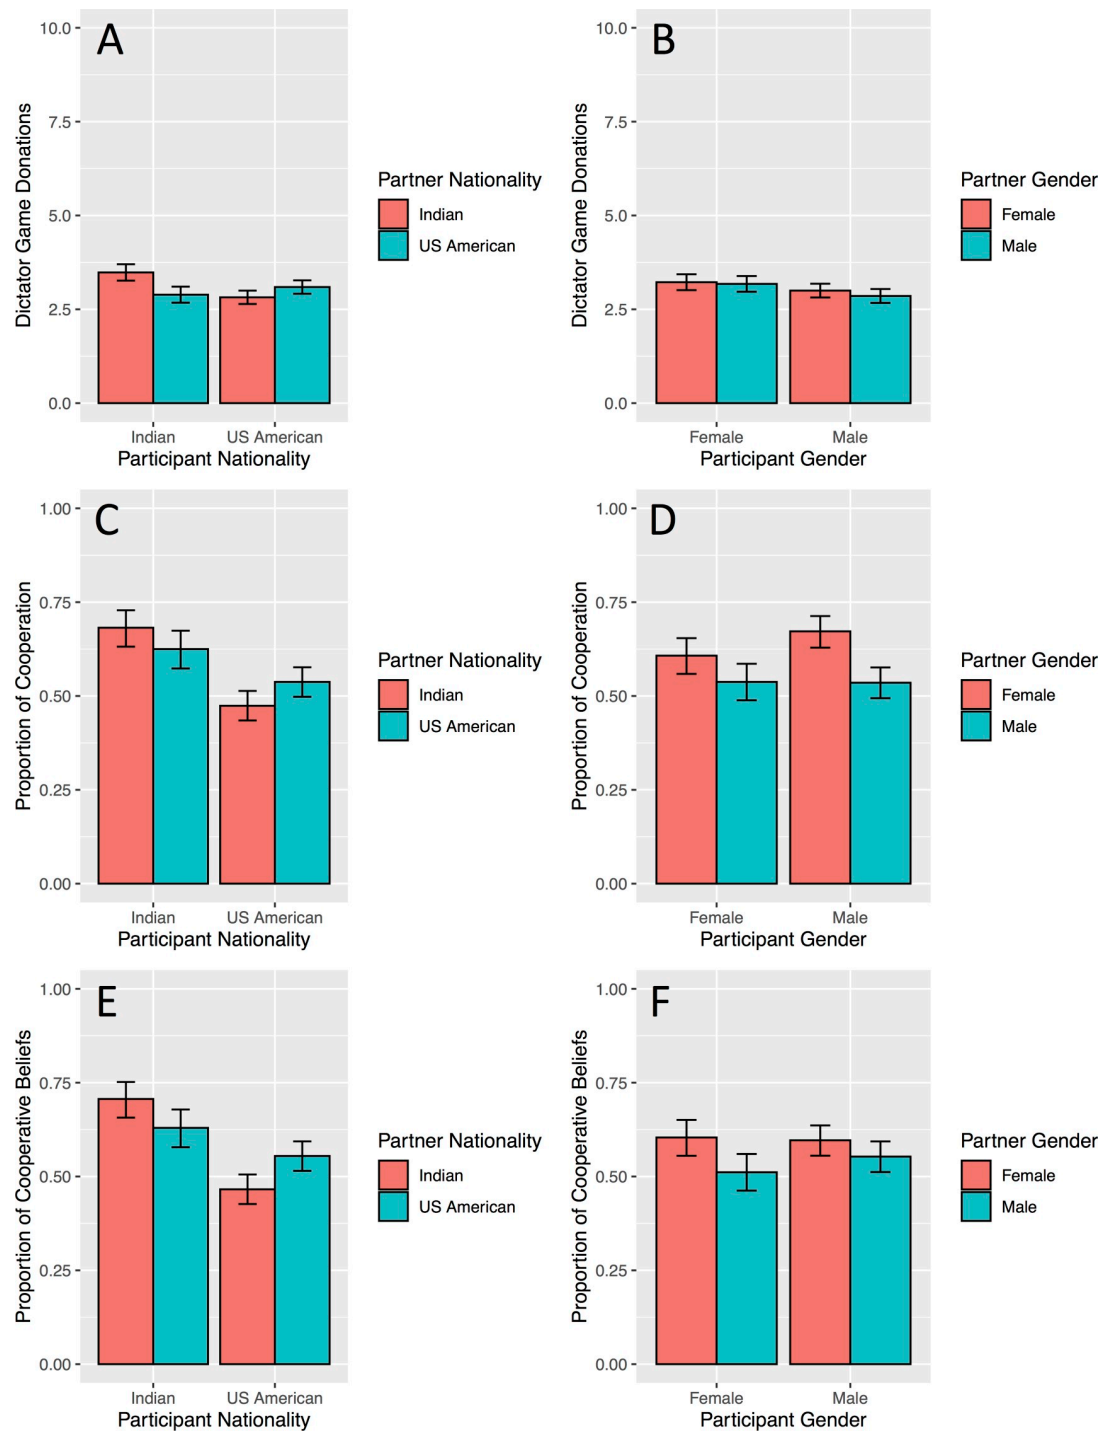 A
Dictator Game Donations
10.0
7.5
5.0
2.5
0.0
Indian US American
Participant Nationality
Partner Nationality
Indian
US American
B
Dictator Game Donations
10.0
7.5
5.0
2.5
0.0
Female Male
Participant Gender
Partner Gender
Female
Male
C
Proportion of Cooperation
1.00
0.75
0.50
0.25
0.00
Indian US American
Participant Nationality
Partner Nationality
Indian
US American
D
Proportion of Cooperation
1.00
0.75
0.50
0.25
0.00
Female Male
Participant Gender
Partner Gender
Female
Male
E
Proportion of Cooperative Beliefs
1.00
0.75
0.50
0.25
0.00
Indian US American
Participant Nationality
Partner Nationality
Indian
US American
F
Proportion of Cooperative Beliefs
1.00
0.75
0.50
0.25
0.00
Female Male
Participant Gender
Partner Gender
Female
Male